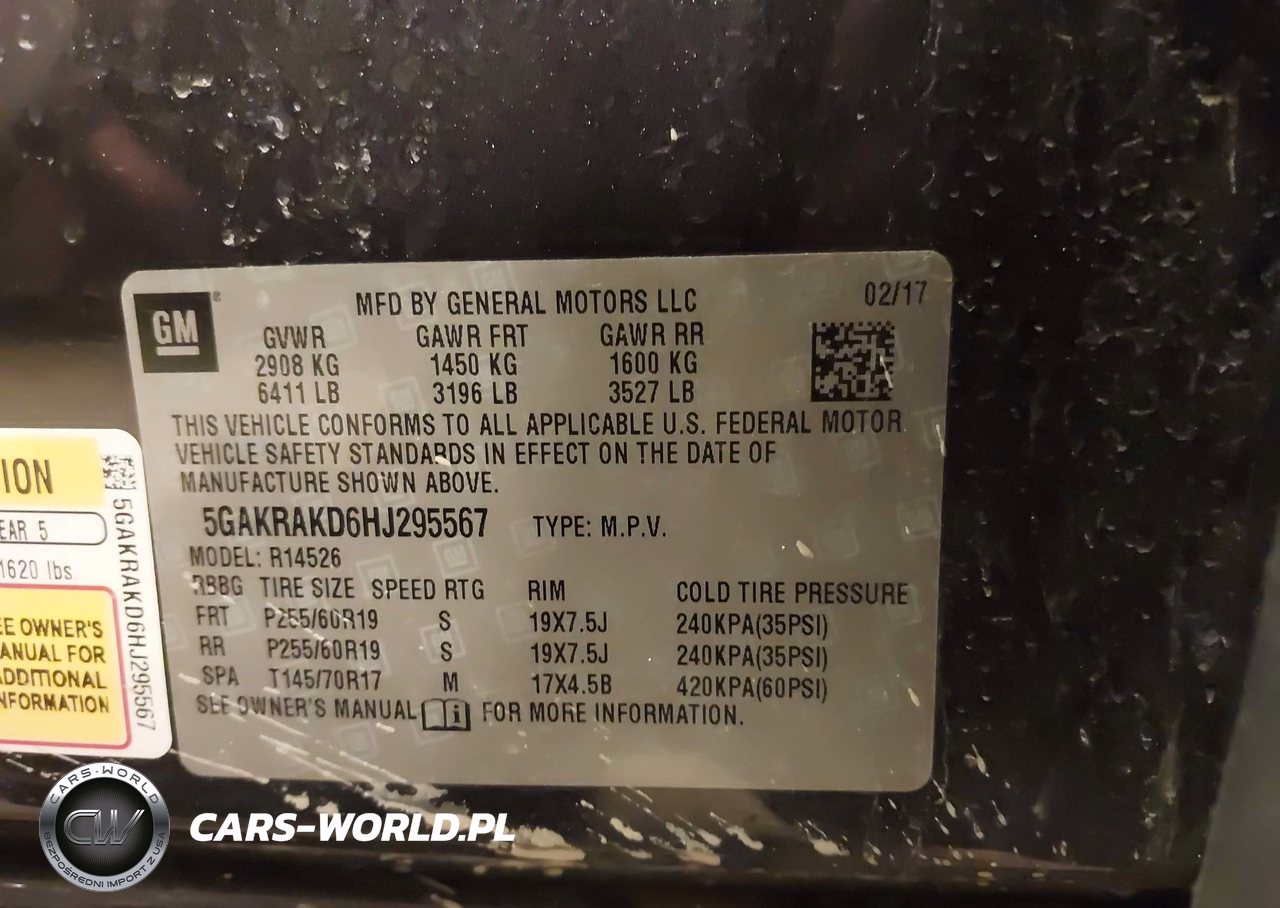 GM
MFD BY GENERAL MOTORS LLC
02/17
GVWR GAWR FRT GAWR RR
2908 KG 1450 KG 1600 KG
6411 LB 3196 LB 3527 LB
THIS VEHICLE CONFORMS TO ALL APPLICABLE U.S. FEDERAL MOTOR
VEHICLE SAFETY STANDARDS IN EFFECT ON THE DATE OF
MANUFACTURE SHOWN ABOVE.
5GAKRAKD6HJ295567 TYPE: M.P.V.
MODEL: R14526
RBBG TIRE SIZE SPEED RTG RIM COLD TIRE PRESSURE
FRT P255/60R19 S 19X7.5J 240KPA(35PSI)
RR P255/60R19 S 19X7.5J 240KPA(35PSI)
SPA T145/70R17 M 17X4.5B 420KPA(60PSI)
SEE OWNER'S MANUAL FOR MORE INFORMATION.
ION
EAR 5
1620 lbs
EE OWNER'S
ANUAL FOR
ADDITIONAL
NFORMATION
5GAKRAKD6HJ295567
CARS-WORLD
CW
BEZPOŚREDNI IMPORT Z USA
CARS-WORLD.PL